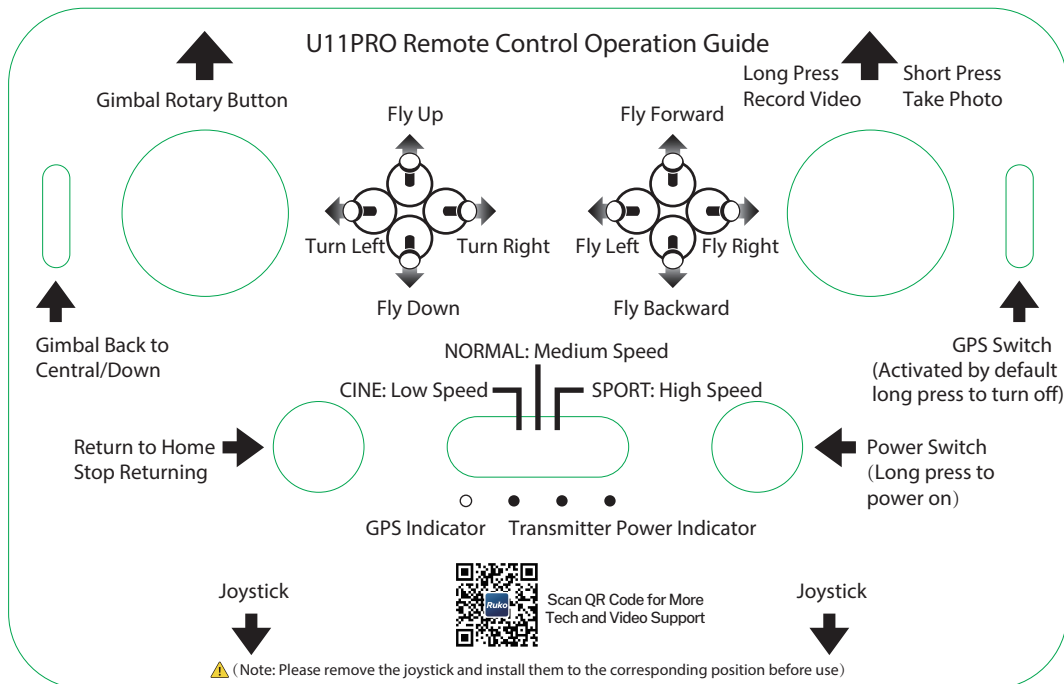 U11PRO Remote Control Operation Guide
Gimbal Rotary Button
Long Press
Record Video
Short Press
Take Photo
Fly Up
Turn Left
Turn Right
Fly Down
Fly Forward
Fly Left
Fly Right
Fly Backward
Gimbal Back to
Central/Down
GPS Switch
(Activated by default
long press to turn off)
NORMAL: Medium Speed
CINE: Low Speed
SPORT: High Speed
Return to Home
Stop Returning
Power Switch
(Long press to
power on)
GPS Indicator
Transmitter Power Indicator
Joystick
Ruko
Scan QR Code for More
Tech and Video Support
Joystick
(Note: Please remove the joystick and install them to the corresponding position before use)